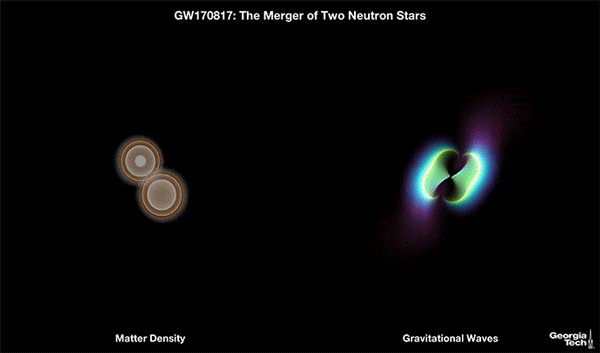 GW170817: The Merger of Two Neutron Stars
Matter Density
Gravitational Waves
Georgia
Tech